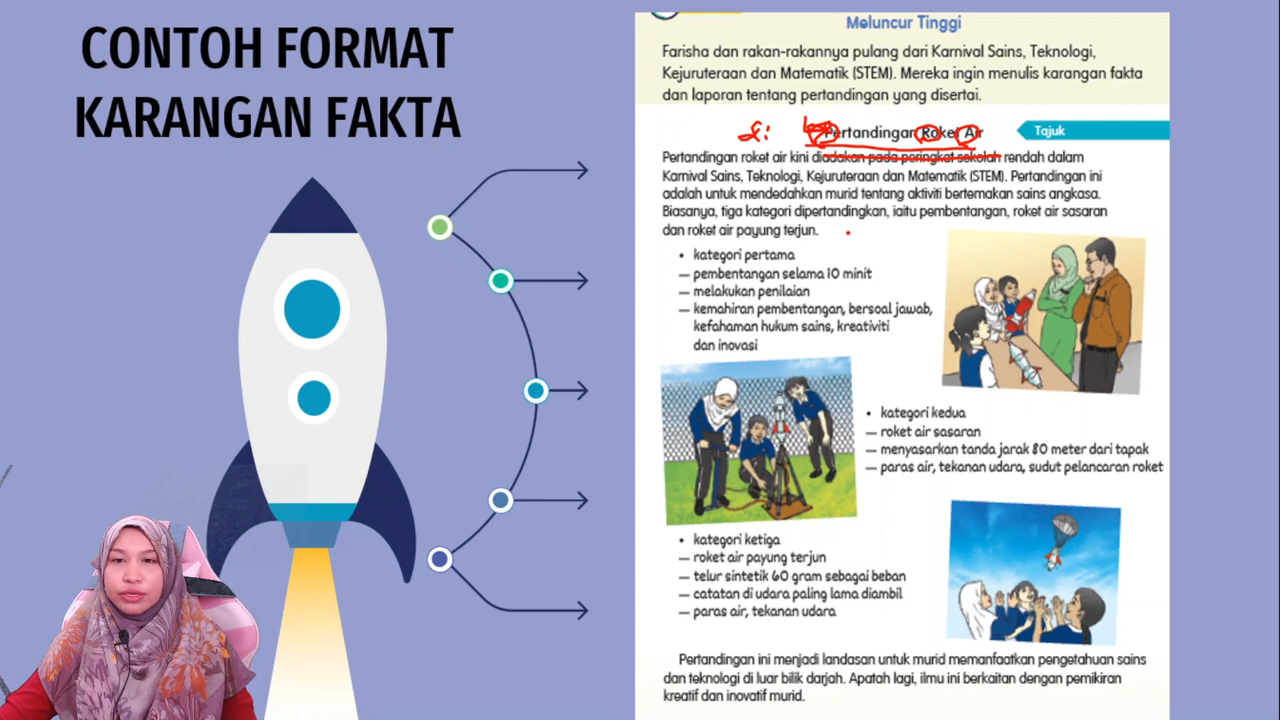 CONTOH FORMAT
KARANGAN FAKTA
Meluncur Tinggi
Farisha dan rakan-rakannya pulang dari Karnival Sains, Teknologi,
Kejuruteraan dan Matematik (STEM). Mereka ingin menulis karangan fakta
dan laporan tentang pertandingan yang disertai.
Pertandingan Roket Air
Tajuk
Pertandingan roket air kini diadakan pada peringkat sekolah rendah dalam
Karnival Sains, Teknologi, Kejuruteraan dan Matematik (STEM). Pertandingan ini
adalah untuk mendedahkan murid tentang aktiviti bertemakan sains angkasa.
Biasanya, tiga kategori dipertandingkan, iaitu pembentangan, roket air sasaran
dan roket air payung terjun.
• kategori pertama
— pembentangan selama 10 minit
— melakukan penilaian
— kemahiran pembentangan, bersoal jawab,
kefahaman hukum sains, kreativiti
dan inovasi
• kategori kedua
— roket air sasaran
— menyasarkan tanda jarak 80 meter dari tapak
— paras air, tekanan udara, sudut pelancaran roket
• kategori ketiga
— roket air payung terjun
— telur sintetik 60 gram sebagai beban
— catatan di udara paling lama diambil
— paras air, tekanan udara
Pertandingan ini menjadi landasan untuk murid memanfaatkan pengetahuan sains
dan teknologi di luar bilik darjah. Apatah lagi, ilmu ini berkaitan dengan pemikiran
kreatif dan inovatif murid.